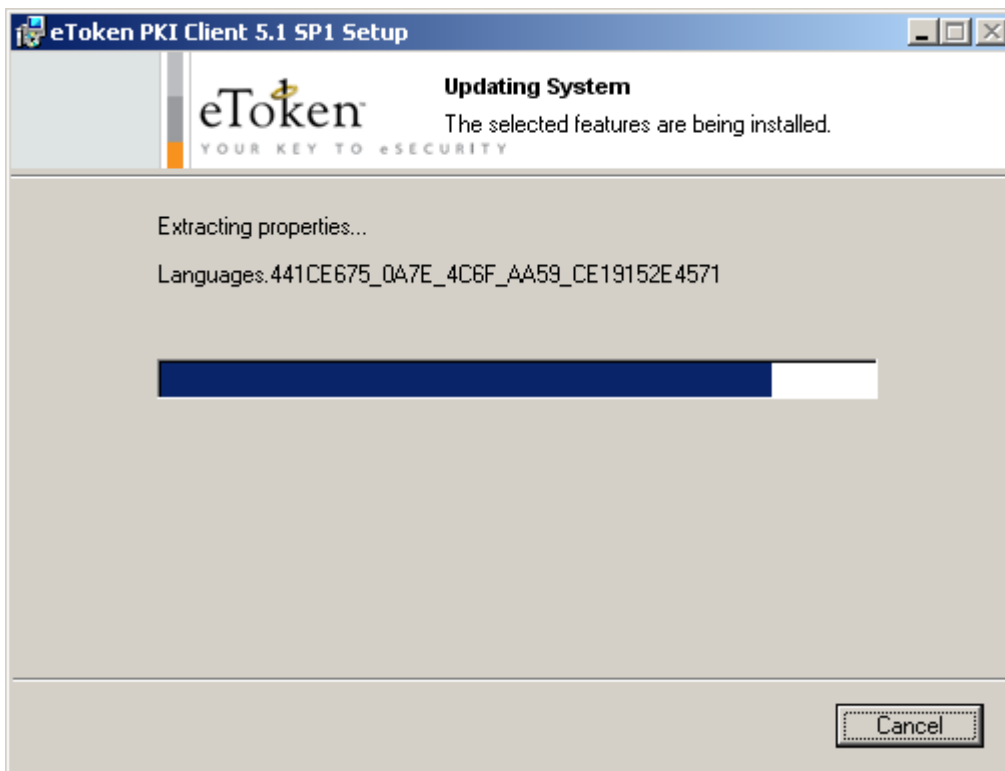 eToken PKI Client 5.1 SP1 Setup
eToken
YOUR KEY TO eSECURITY
Updating System
The selected features are being installed.
Extracting properties...
Languages.441CE675_0A7E_4C6F_AA59_CE19152E4571
Cancel